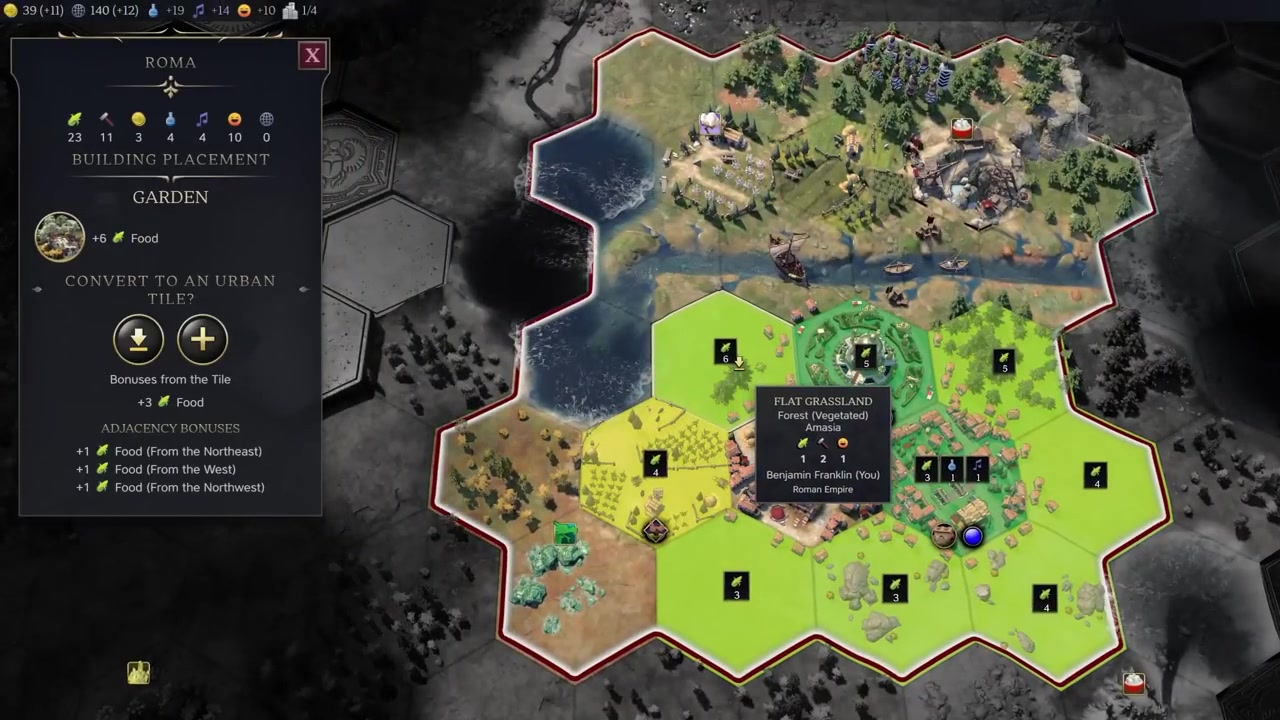 39 (+11) 140 (+12) +19 +14 +10 1/4
X
ROMA
23 11 3 4 4 10 0
BUILDING PLACEMENT
GARDEN
+6 Food
CONVERT TO AN URBAN
TILE?
Bonuses from the Tile
+3 Food
ADJACENCY BONUSES
+1 Food (From the Northeast)
+1 Food (From the West)
+1 Food (From the Northwest)
6
5
5
FLAT GRASSLAND
Forest (Vegetated)
Amasia
1 2 1
Benjamin Franklin (You)
Roman Empire
4
3 1 1
4
3
3
4